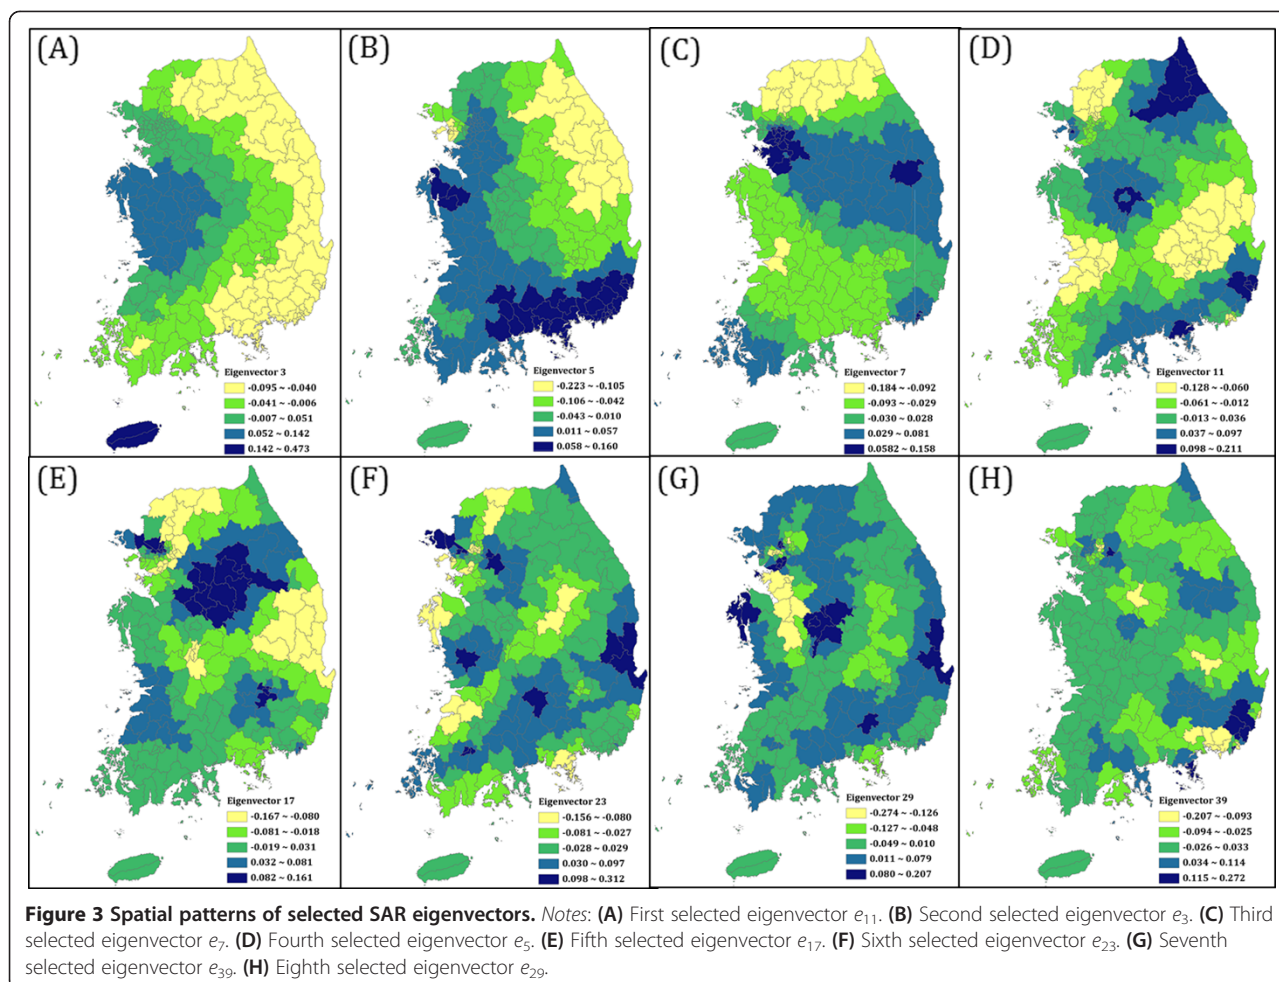 (A)
Eigenvector 3
-0.095 ~ -0.040
-0.041 ~ -0.006
-0.007 ~ 0.051
0.052 ~ 0.142
0.142 ~ 0.473
(B)
Eigenvector 5
-0.223 ~ -0.105
-0.106 ~ -0.042
-0.043 ~ 0.010
0.011 ~ 0.057
0.058 ~ 0.160
(C)
Eigenvector 7
-0.184 ~ -0.092
-0.093 ~ -0.029
-0.030 ~ 0.028
0.029 ~ 0.081
0.0582 ~ 0.158
(D)
Eigenvector 11
-0.128 ~ -0.060
-0.061 ~ -0.012
-0.013 ~ 0.036
0.037 ~ 0.097
0.098 ~ 0.211
(E)
Eigenvector 17
-0.167 ~ -0.080
-0.081 ~ -0.018
-0.019 ~ 0.031
0.032 ~ 0.081
0.082 ~ 0.161
(F)
Eigenvector 23
-0.156 ~ -0.080
-0.081 ~ -0.027
-0.028 ~ 0.029
0.030 ~ 0.097
0.098 ~ 0.312
(G)
Eigenvector 29
-0.274 ~ -0.126
-0.127 ~ -0.048
-0.049 ~ 0.010
0.011 ~ 0.079
0.080 ~ 0.207
(H)
Eigenvector 39
-0.207 ~ -0.093
-0.094 ~ -0.025
-0.026 ~ 0.033
0.034 ~ 0.114
0.115 ~ 0.272
Figure 3 Spatial patterns of selected SAR eigenvectors. Notes: (A) First selected eigenvector e11. (B) Second selected eigenvector e3. (C) Third
selected eigenvector e7. (D) Fourth selected eigenvector e5. (E) Fifth selected eigenvector e17. (F) Sixth selected eigenvector e23. (G) Seventh
selected eigenvector e39. (H) Eighth selected eigenvector e29.